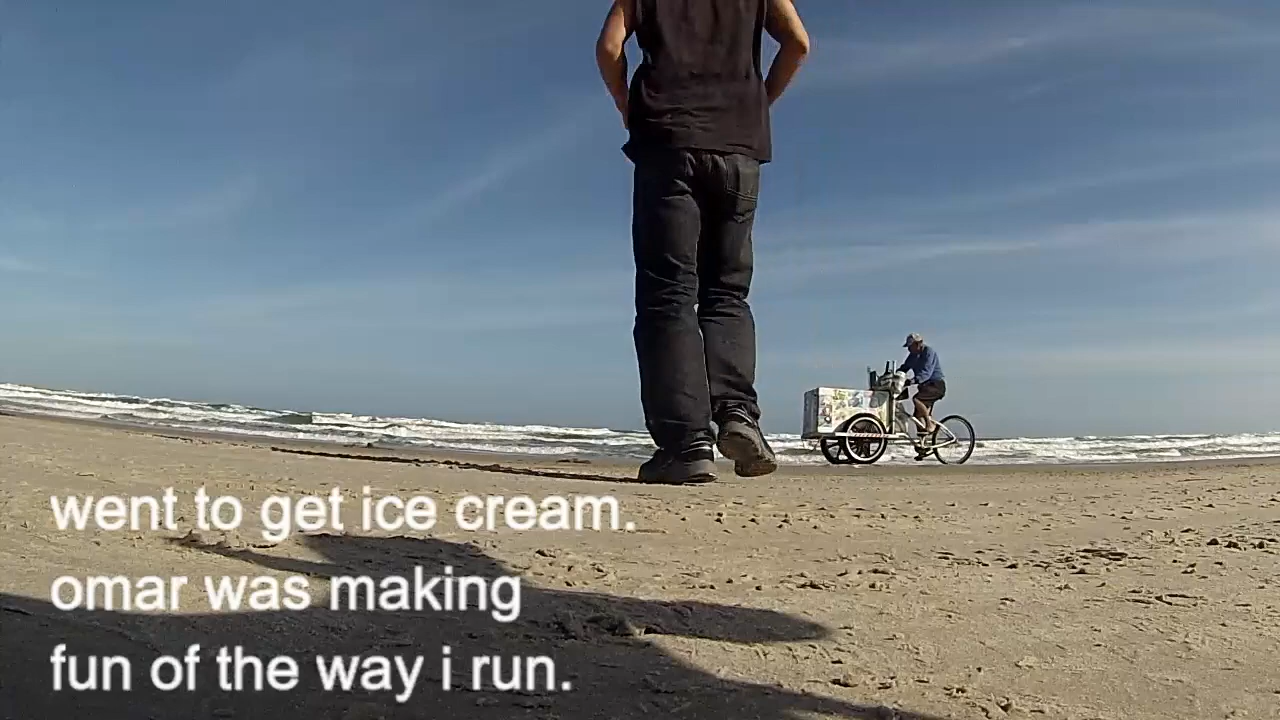 went to get ice cream.
omar was making
fun of the way i run.